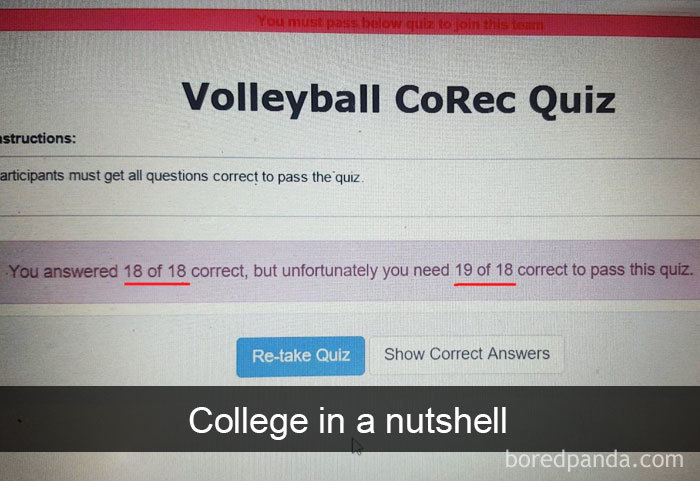 You must pass below quiz to join this team
Volleyball CoRec Quiz
nstructions:
articipants must get all questions correct to pass the quiz.
You answered 18 of 18 correct, but unfortunately you need 19 of 18 correct to pass this quiz.
Re-take Quiz
Show Correct Answers
College in a nutshell
boredpanda.com